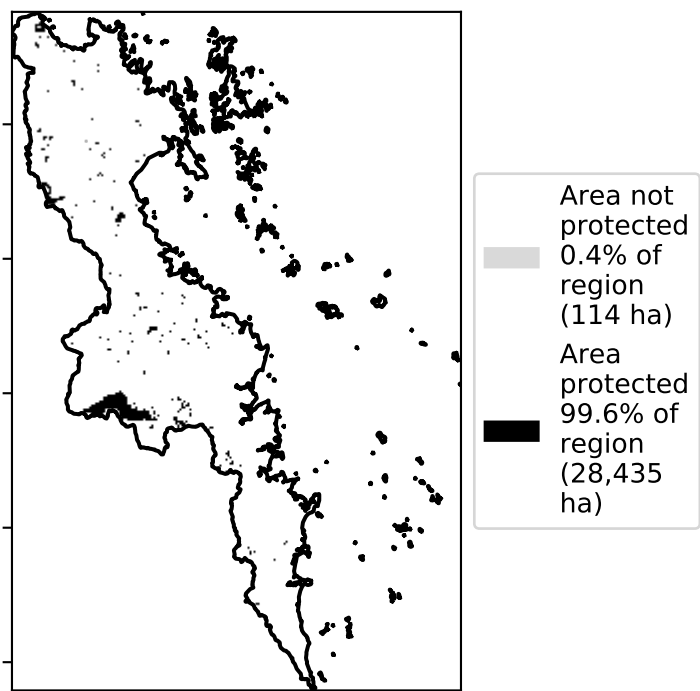 Area not
protected
0.4% of
region
(114 ha)
Area
protected
99.6% of
region
(28,435
ha)